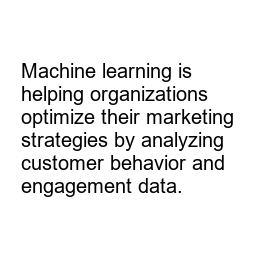 Machine learning is
helping organizations
optimize their marketing
strategies by analyzing
customer behavior and
engagement data.